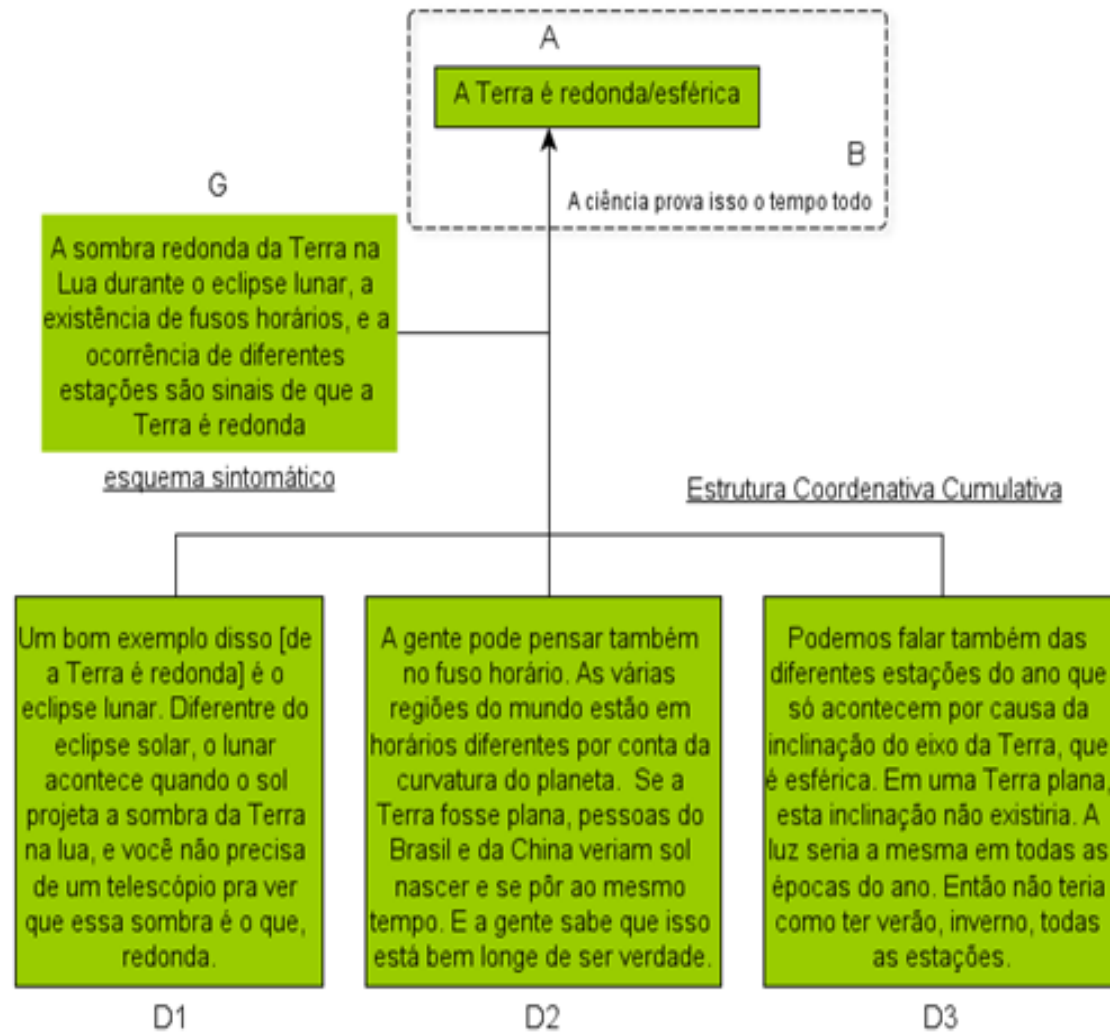 A
A Terra é redonda/esférica
B
A ciência prova isso o tempo todo
G
A sombra redonda da Terra na
Lua durante o eclipse lunar, a
existência de fusos horários, e a
ocorrência de diferentes
estações são sinais de que a
Terra é redonda
esquema sintomático
Estrutura Coordenativa Cumulativa
Um bom exemplo disso [de
a Terra é redonda] é o
eclipse lunar. Diferentre do
eclipse solar, o lunar
acontece quando o sol
projeta a sombra da Terra
na lua, e você não precisa
de um telescópio pra ver
que essa sombra é o que,
redonda.
D1
A gente pode pensar também
no fuso horário. As várias
regiões do mundo estão em
horários diferentes por conta da
curvatura do planeta. Se a
Terra fosse plana, pessoas do
Brasil e da China veriam sol
nascer e se pôr ao mesmo
tempo. E a gente sabe que isso
está bem longe de ser verdade.
D2
Podemos falar também das
diferentes estações do ano que
só acontecem por causa da
inclinação do eixo da Terra, que
é esférica. Em uma Terra plana,
esta inclinação não existiria. A
luz seria a mesma em todas as
épocas do ano. Então não teria
como ter verão, inverno, todas
as estações.
D3